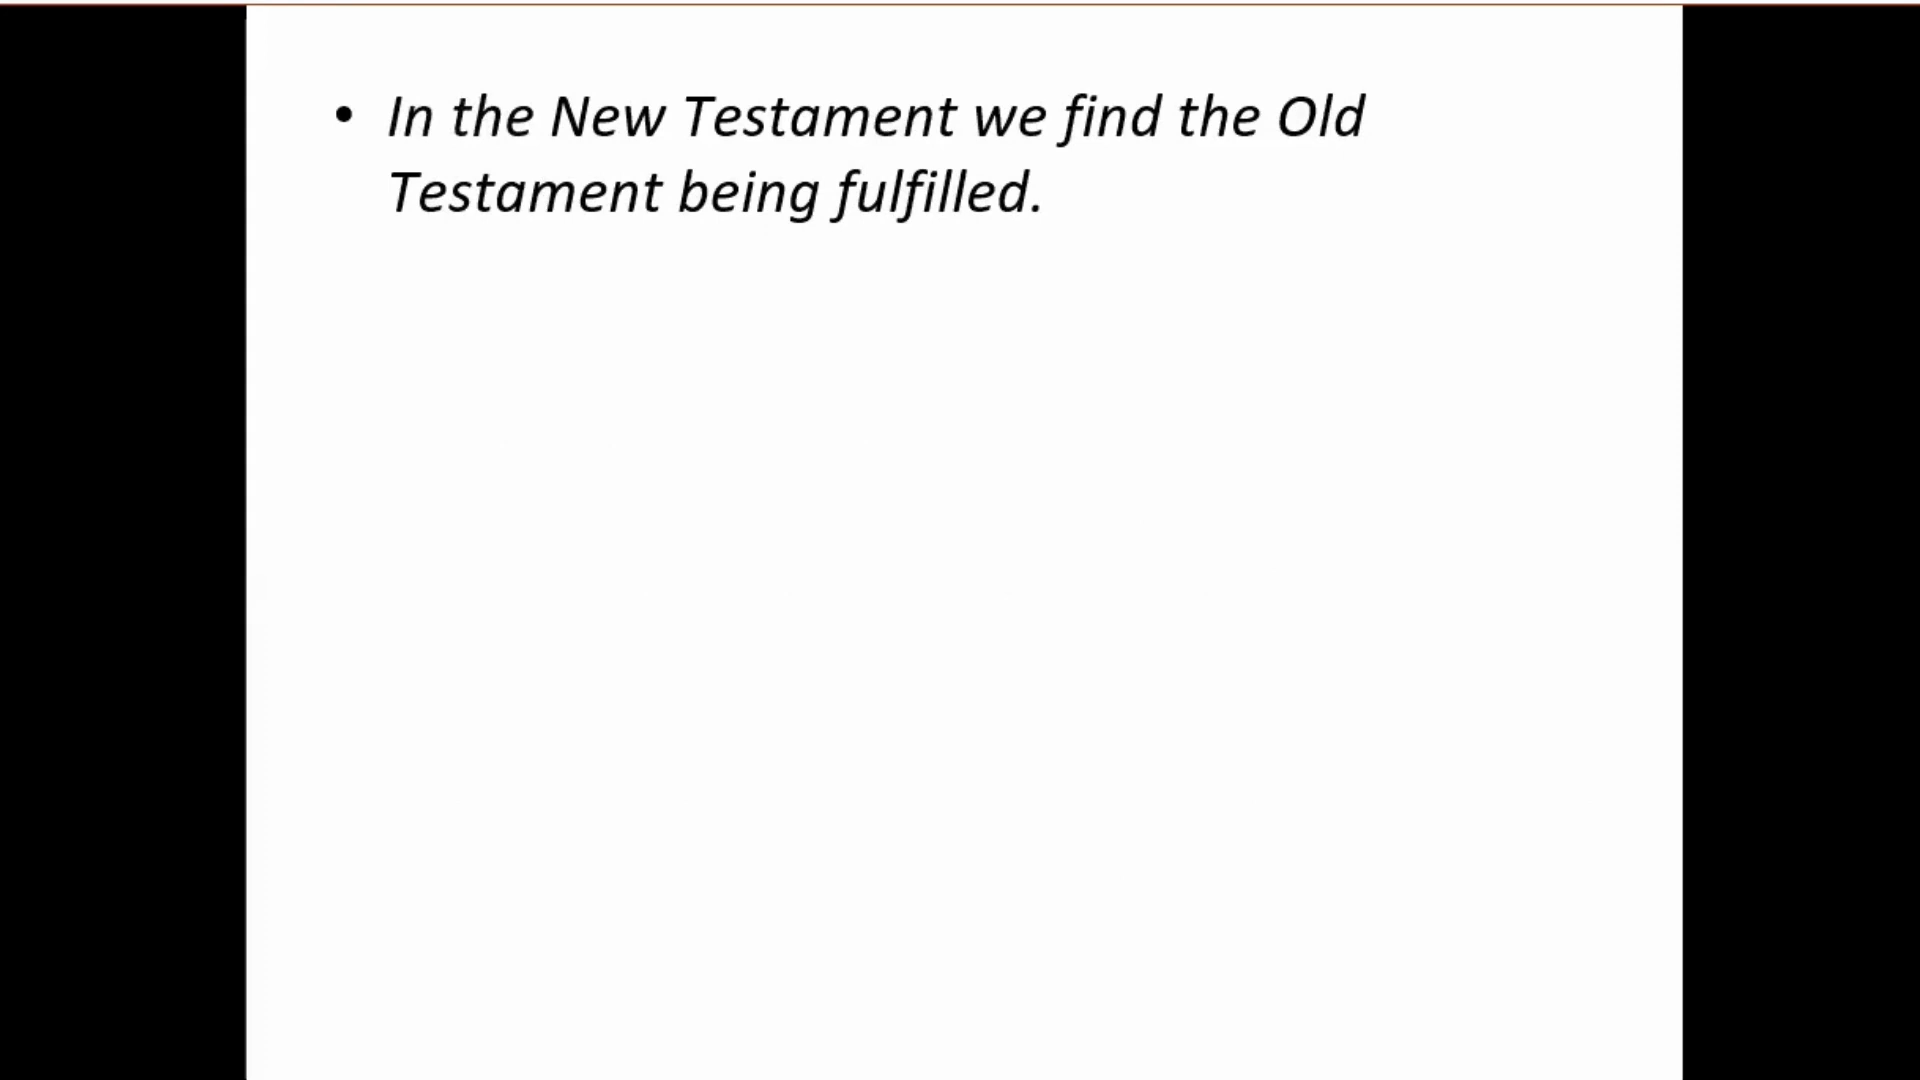 • In the New Testament we find the Old
Testament being fulfilled.